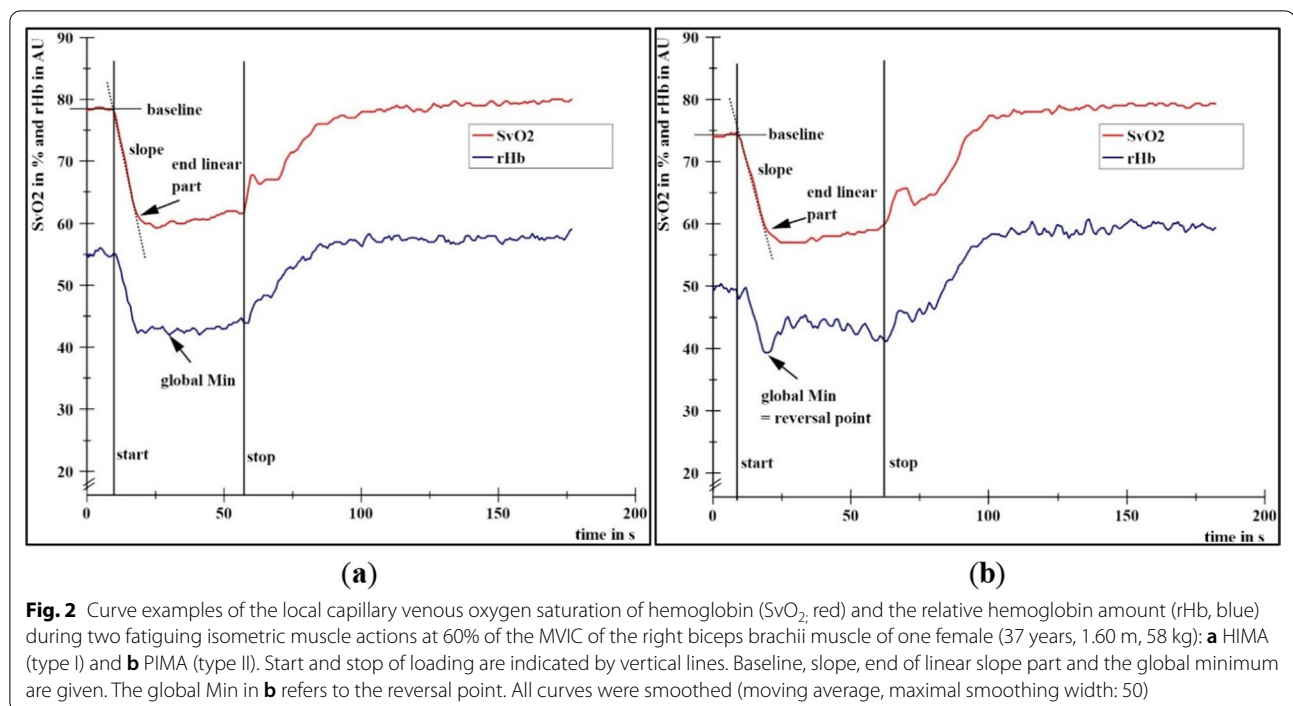 90
80
70
60
50
40
30
20
SvO2 in % and rHb in AU
baseline
slope
end linear
part
global Min
start
stop
SvO2
rHb
0
50
100
150
200
time in s
(a)
90
80
70
60
50
40
30
20
SvO2 in % and rHb in AU
baseline
slope
end linear
part
global Min
= reversal point
start
stop
SvO2
rHb
0
50
100
150
200
time in s
(b)
Fig. 2 Curve examples of the local capillary venous oxygen saturation of hemoglobin (SvO₂; red) and the relative hemoglobin amount (rHb, blue)
during two fatiguing isometric muscle actions at 60% of the MVIC of the right biceps brachii muscle of one female (37 years, 1.60 m, 58 kg): a HIMA
(type I) and b PIMA (type II). Start and stop of loading are indicated by vertical lines. Baseline, slope, end of linear slope part and the global minimum
are given. The global Min in b refers to the reversal point. All curves were smoothed (moving average, maximal smoothing width: 50)